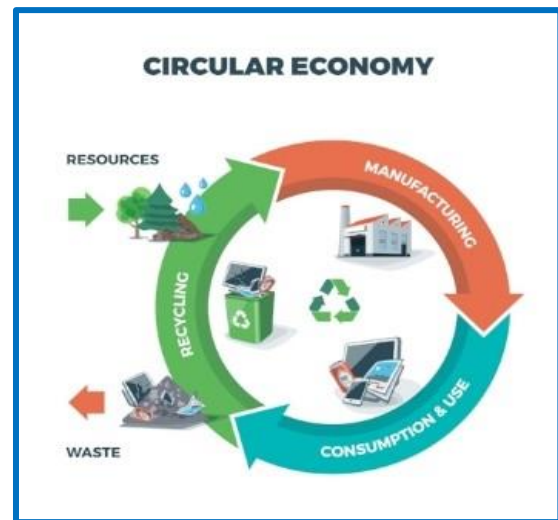 CIRCULAR ECONOMY
RESOURCES
MANUFACTURING
RECYCLING
CONSUMPTION & USE
WASTE